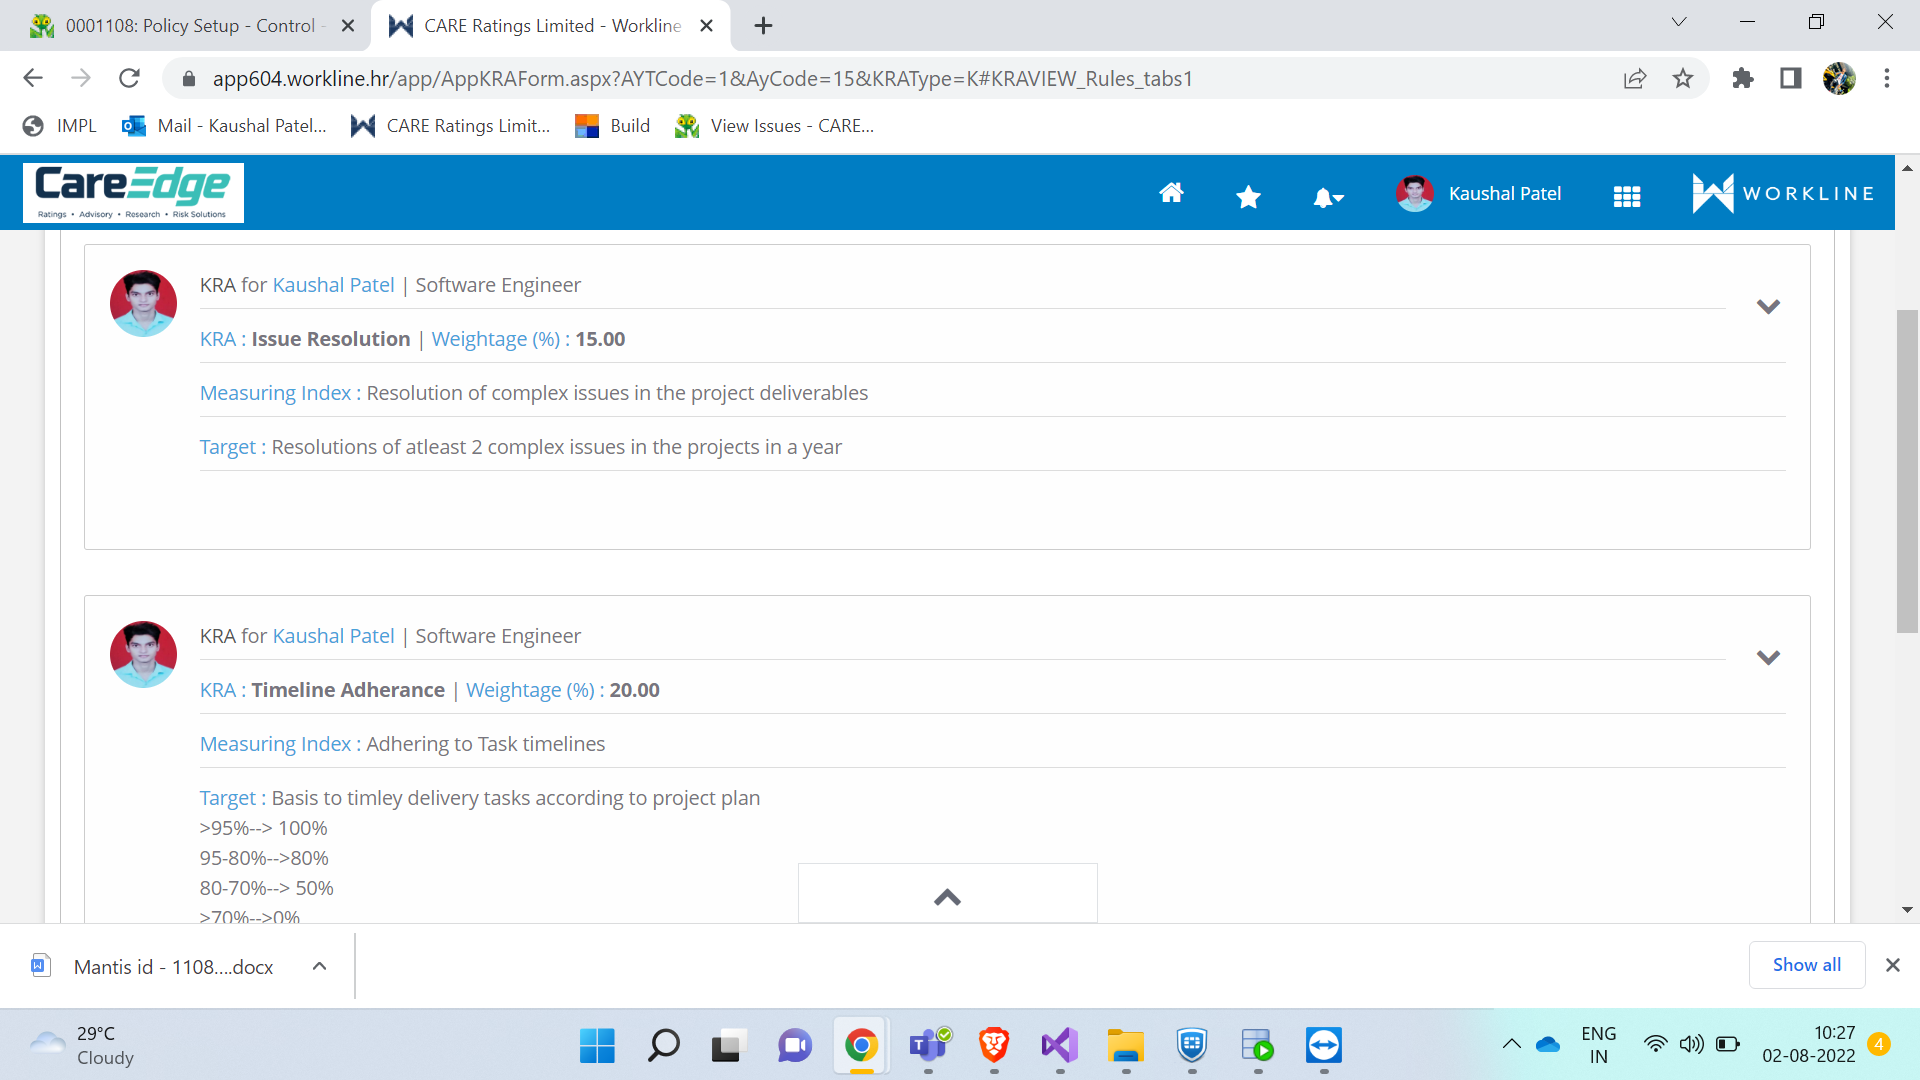 0001108: Policy Setup - Control -
CARE Ratings Limited - Workline
app604.workline.hr/app/AppKRAForm.aspx?AYTCode=1&AyCode=15&KRAType=K#KRAVIEW_Rules_tabs1
IMPL
Mail - Kaushal Patel...
CARE Ratings Limit...
Build
View Issues - CARE...
CareEdge
Ratings • Advisory • Research • Risk Solutions
Kaushal Patel
WORKLINE
KRA for Kaushal Patel | Software Engineer
KRA : Issue Resolution | Weightage (%) : 15.00
Measuring Index : Resolution of complex issues in the project deliverables
Target : Resolutions of atleast 2 complex issues in the projects in a year
KRA for Kaushal Patel | Software Engineer
KRA : Timeline Adherance | Weightage (%) : 20.00
Measuring Index : Adhering to Task timelines
Target : Basis to timley delivery tasks according to project plan
>95%--> 100%
95-80%-->80%
80-70%--> 50%
>70%-->0%
Mantis id - 1108....docx
Show all
29°C
Cloudy
ENG
IN
10:27
02-08-2022
4